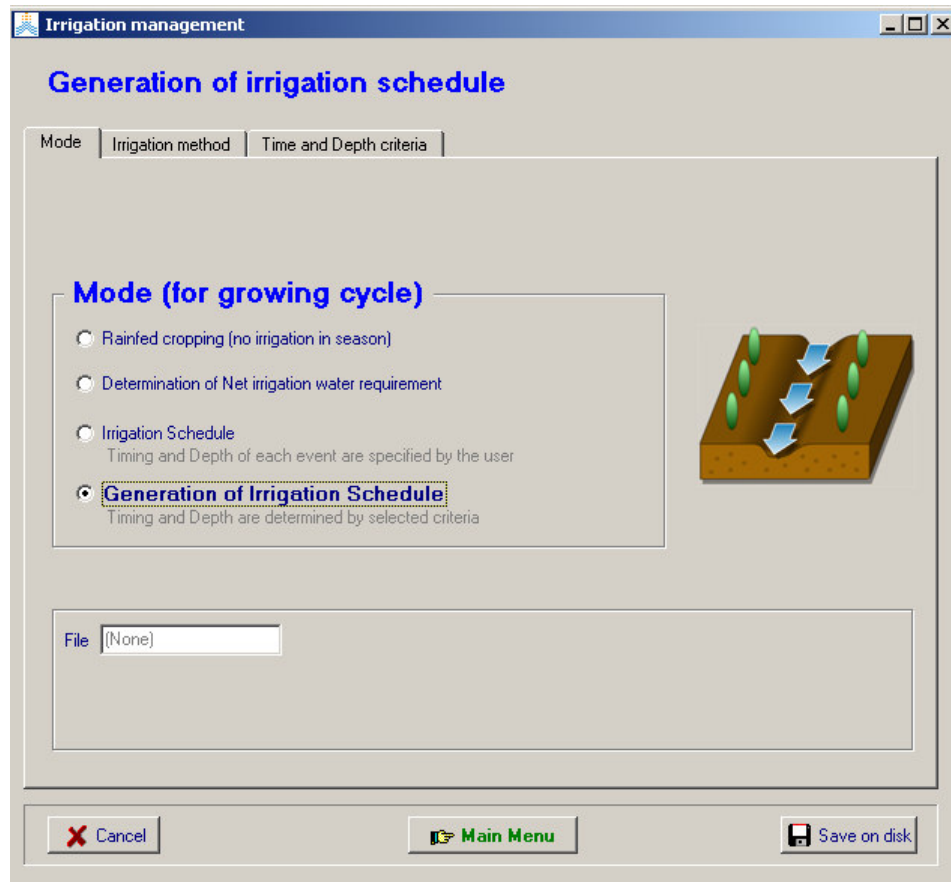 Irrigation management
Generation of irrigation schedule
Mode
Irrigation method
Time and Depth criteria
Mode (for growing cycle)
Rainfed cropping (no irrigation in season)
Determination of Net irrigation water requirement
Irrigation Schedule
Timing and Depth of each event are specified by the user
Generation of Irrigation Schedule
Timing and Depth are determined by selected criteria
File (None)
Cancel
Main Menu
Save on disk